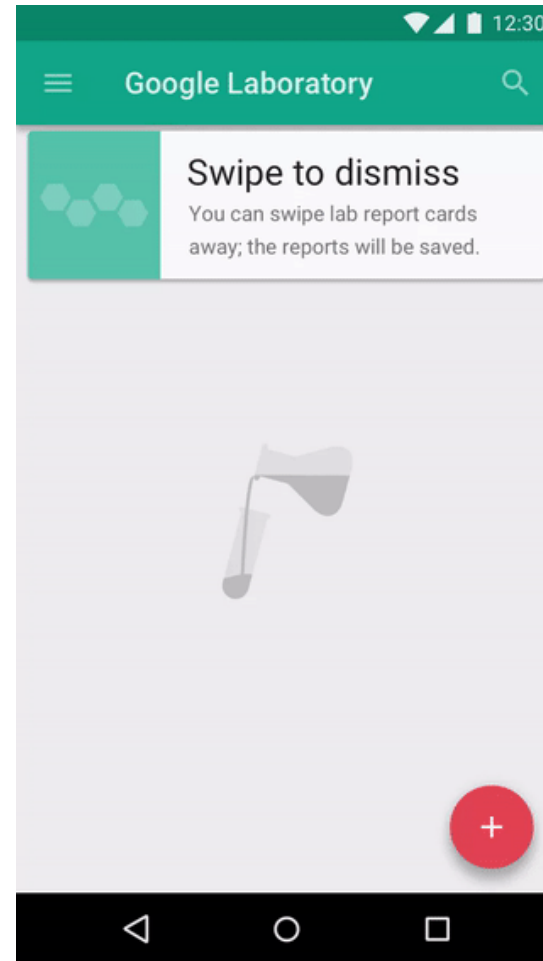 12:30
Google Laboratory
Swipe to dismiss
You can swipe lab report cards
away; the reports will be saved.